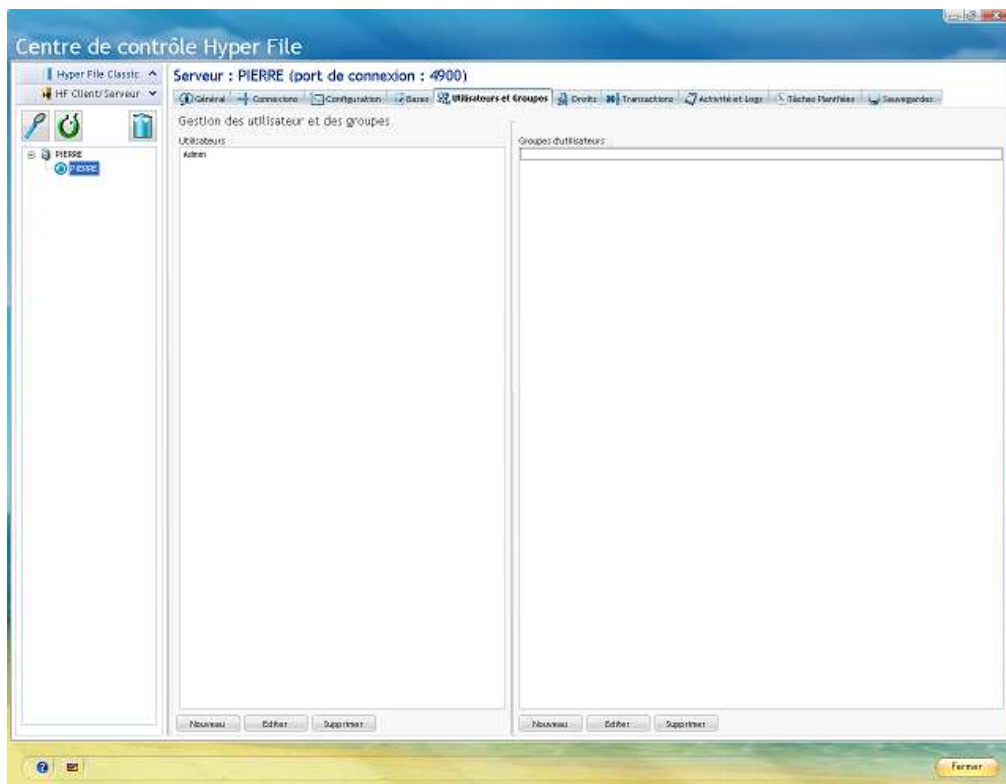 Centre de contrôle Hyper File
Hyper File Classic
HF Client/Serveur
PIERRE
PIERRE
Serveur : PIERRE (port de connexion : 4900)
Général Connexions Configuration Bases Utilisateurs et Groupes Droits Transactions Activité et Logs Tâches Planifiées Sauvegardes
Gestion des utilisateur et des groupes
Utilisateurs
Admin
Groupes d'utilisateurs
Nouveau Editer Supprimer
Nouveau Editer Supprimer
Fermer